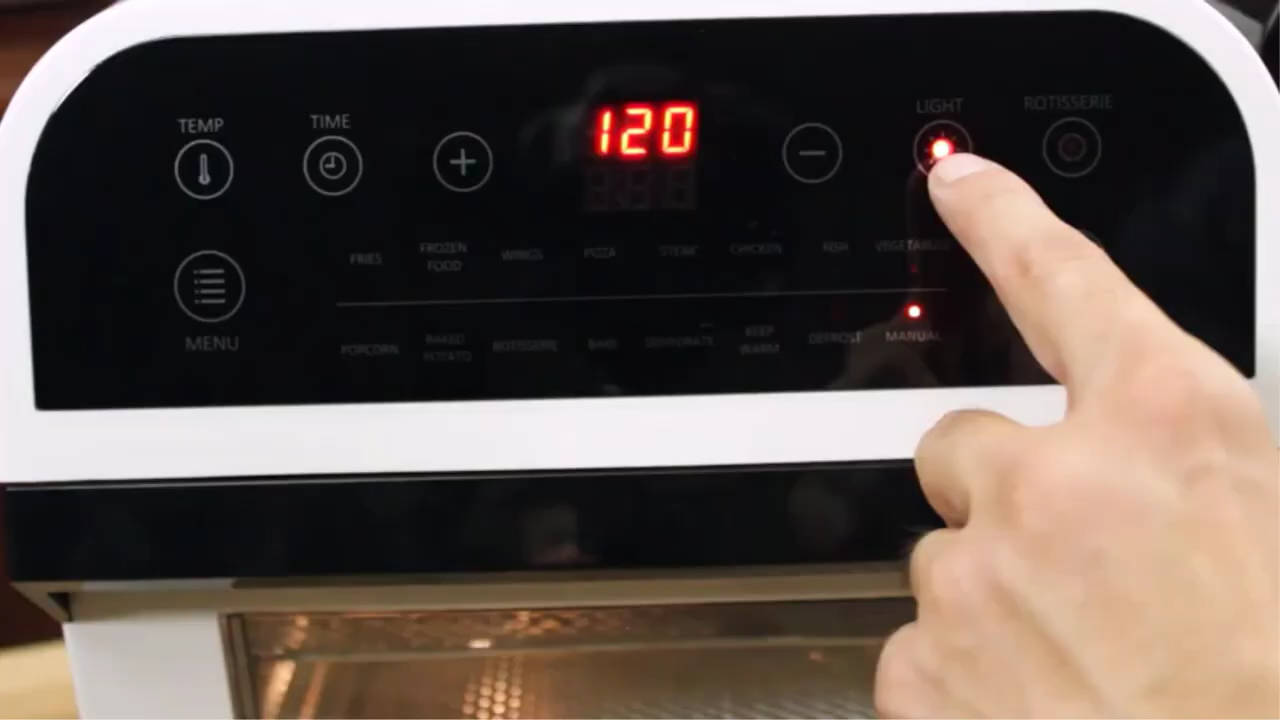 LIGHT ROTISSERIE
TEMP TIME
120
FRIES FROZEN FOOD WINGS PIZZA STEAK CHICKEN FISH VEGETABLES
MENU
POPCORN BAKED POTATO ROTISSERIE BAKE DEHYDRATE KEEP WARM DEFROST MANUAL